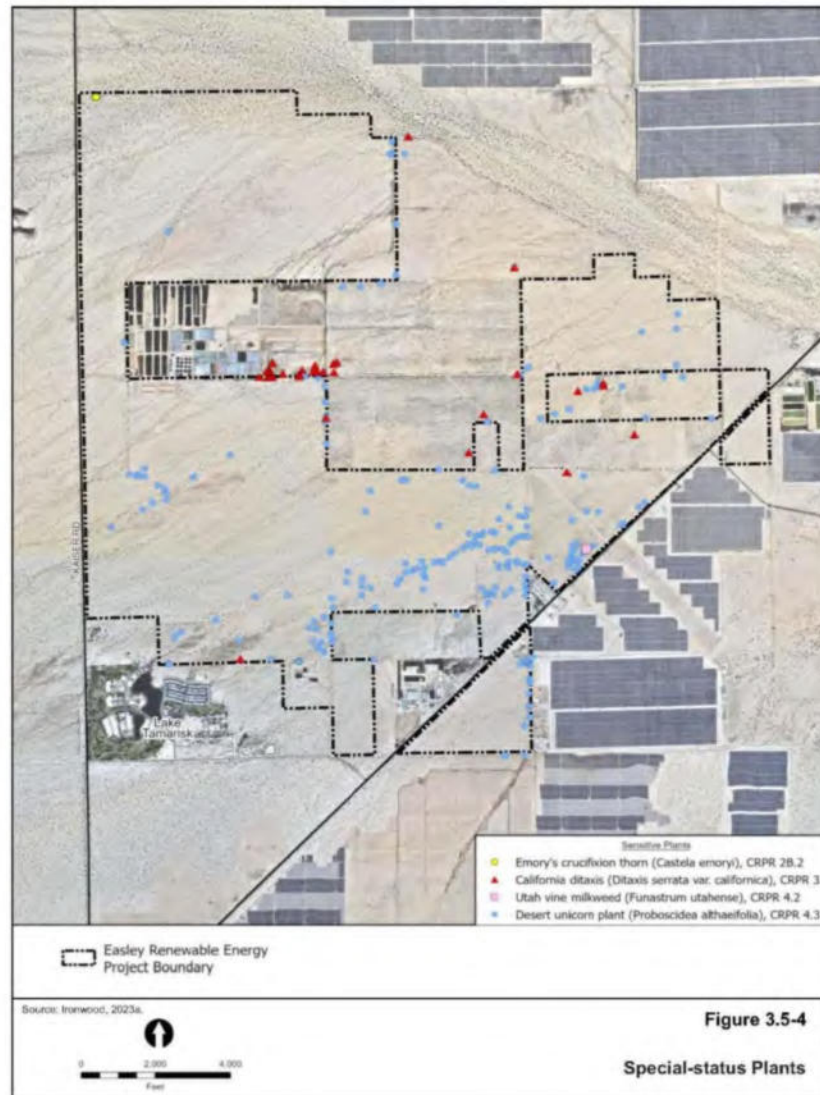 KAISER RD
Lake
Tamarisk
Sensitive Plants
Emory's crucifixion thorn (Castela emoryi), CRPR 2B.2
California ditaxis (Ditaxis serrata var. californica), CRPR 3
Utah vine milkweed (Funastrum utahense), CRPR 4.2
Desert unicorn plant (Proboscidea althaeifolia), CRPR 4.3
Easley Renewable Energy
Project Boundary
Source: Ironwood, 2023a.
Figure 3.5-4
0 2,000 4,000
Feet
Special-status Plants